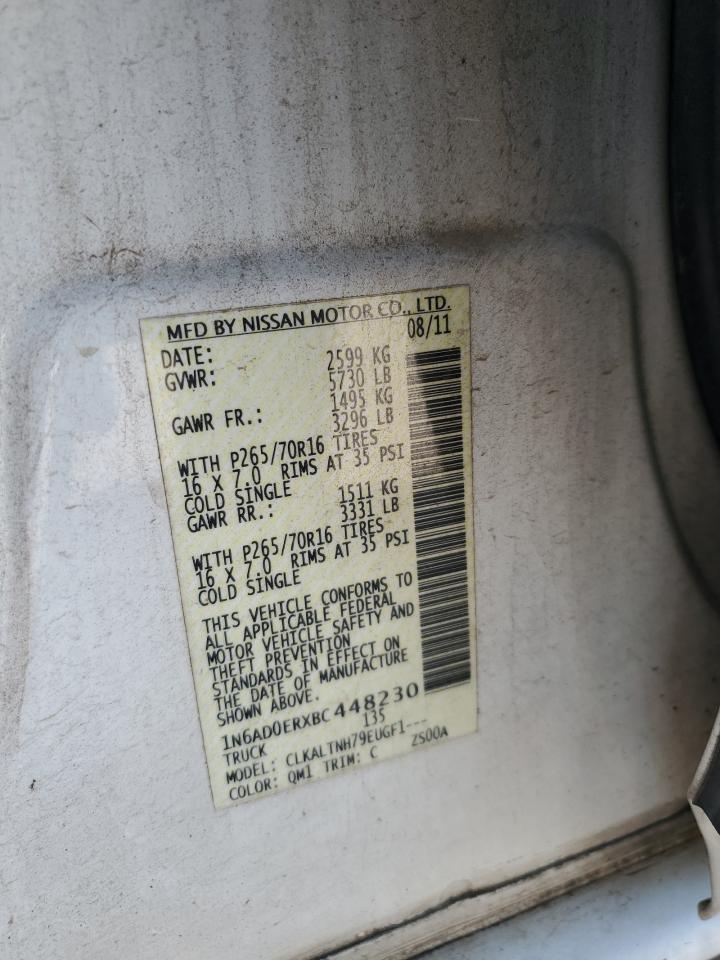 MFD BY NISSAN MOTOR CO., LTD.
DATE: 08/11
GVWR: 2599 KG
5730 LB
GAWR FR.: 1495 KG
3296 LB
WITH P265/70R16 TIRES
16 X 7.0 RIMS AT 35 PSI
COLD SINGLE
GAWR RR.: 1511 KG
3331 LB
WITH P265/70R16 TIRES
16 X 7.0 RIMS AT 35 PSI
COLD SINGLE
THIS VEHICLE CONFORMS TO
ALL APPLICABLE FEDERAL
MOTOR VEHICLE SAFETY AND
THEFT PREVENTION
STANDARDS IN EFFECT ON
THE DATE OF MANUFACTURE
SHOWN ABOVE.
1N6AD0ERXBC448230
TRUCK 135
MODEL: CLKALTNH79EUGF1---
COLOR: QM1 TRIM: C ZS00A